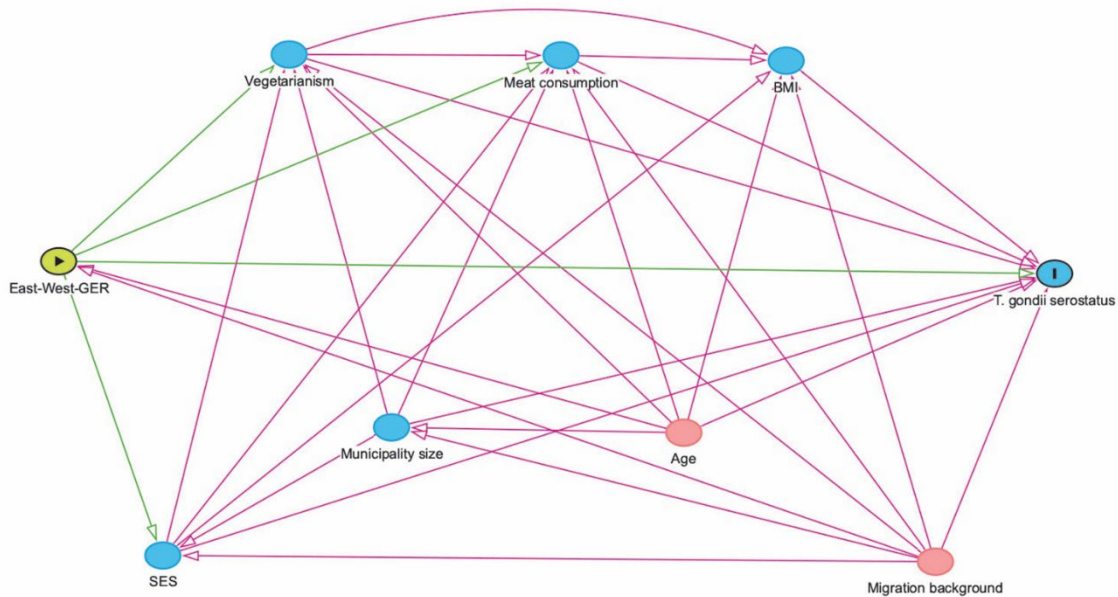 Vegetarianism
Meat consumption
BMI
East-West-GER
T. gondii serostatus
Municipality size
Age
SES
Migration background